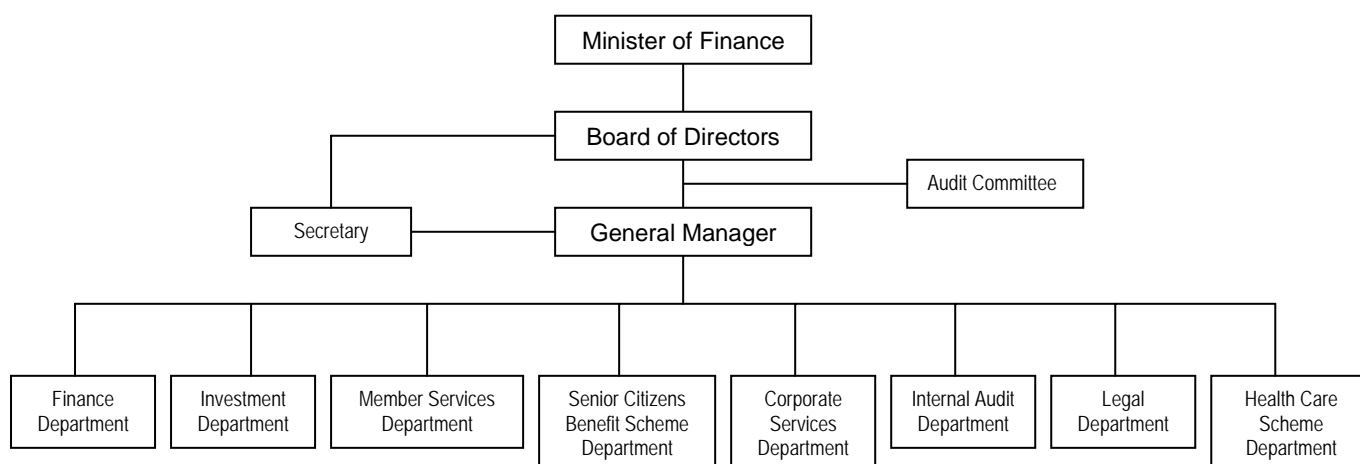 Minister of Finance
Board of Directors
Audit Committee
Secretary
General Manager
Finance
Department
Investment
Department
Member Services
Department
Senior Citizens
Benefit Scheme
Department
Corporate
Services
Department
Internal Audit
Department
Legal
Department
Health Care
Scheme
Department